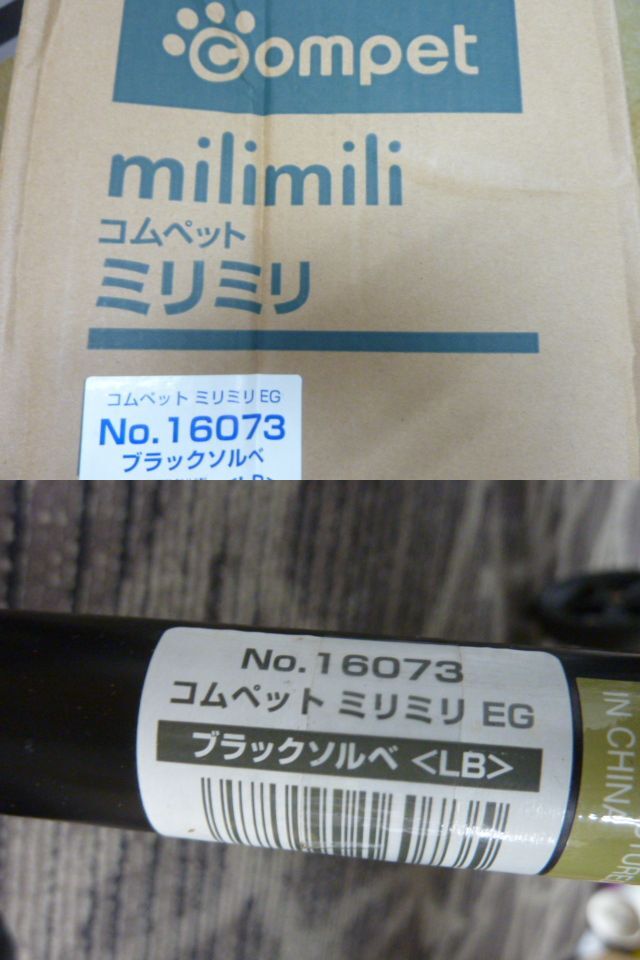 Compet
milimili
コムペット
ミリミリ
コムペット ミリミリ EG
No.16073
ブラックソルベ
<LB>
No.16073
コムペット ミリミリ EG
ブラックソルベ <LB>
IN CHINA